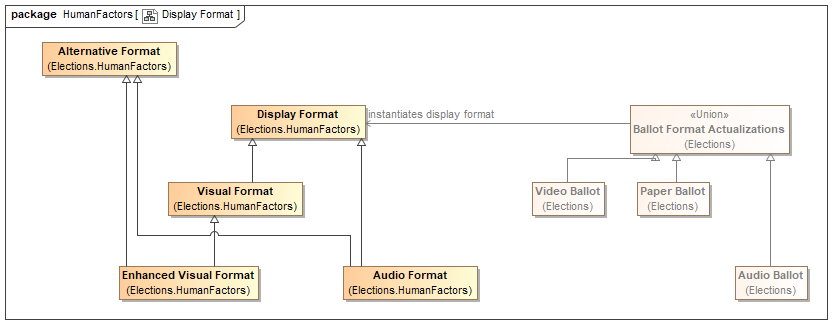 package HumanFactors [ Display Format ]
Alternative Format
(Elections.HumanFactors)
Display Format
(Elections.HumanFactors)
instantiates display format
«Union»
Ballot Format Actualizations
(Elections)
Visual Format
(Elections.HumanFactors)
Video Ballot
(Elections)
Paper Ballot
(Elections)
Enhanced Visual Format
(Elections.HumanFactors)
Audio Format
(Elections.HumanFactors)
Audio Ballot
(Elections)